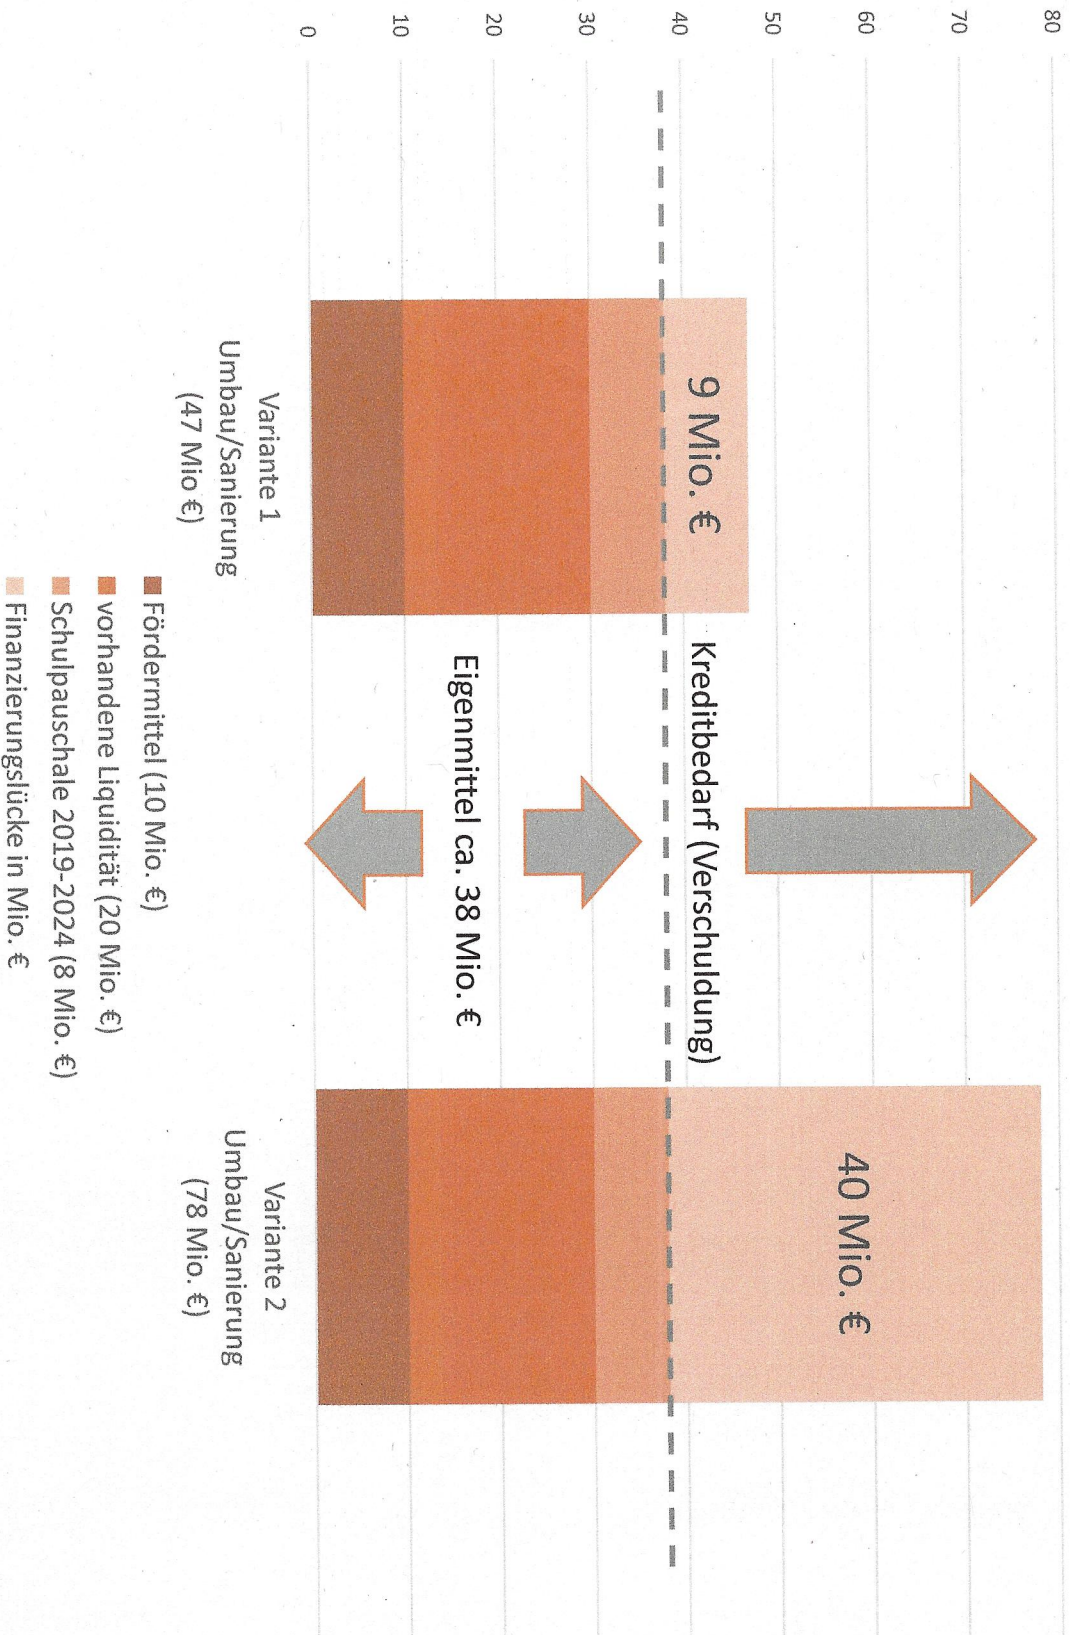 80
70
60
50
40
30
20
10
0
9 Mio. €
Kreditbedarf (Verschuldung)
40 Mio. €
Eigenmittel ca. 38 Mio. €
Variante 1
Umbau/Sanierung
(47 Mio €)
Variante 2
Umbau/Sanierung
(78 Mio. €)
Fördermittel (10 Mio. €)
vorhandene Liquidität (20 Mio. €)
Schulpauschale 2019-2024 (8 Mio. €)
Finanzierungslücke in Mio. €